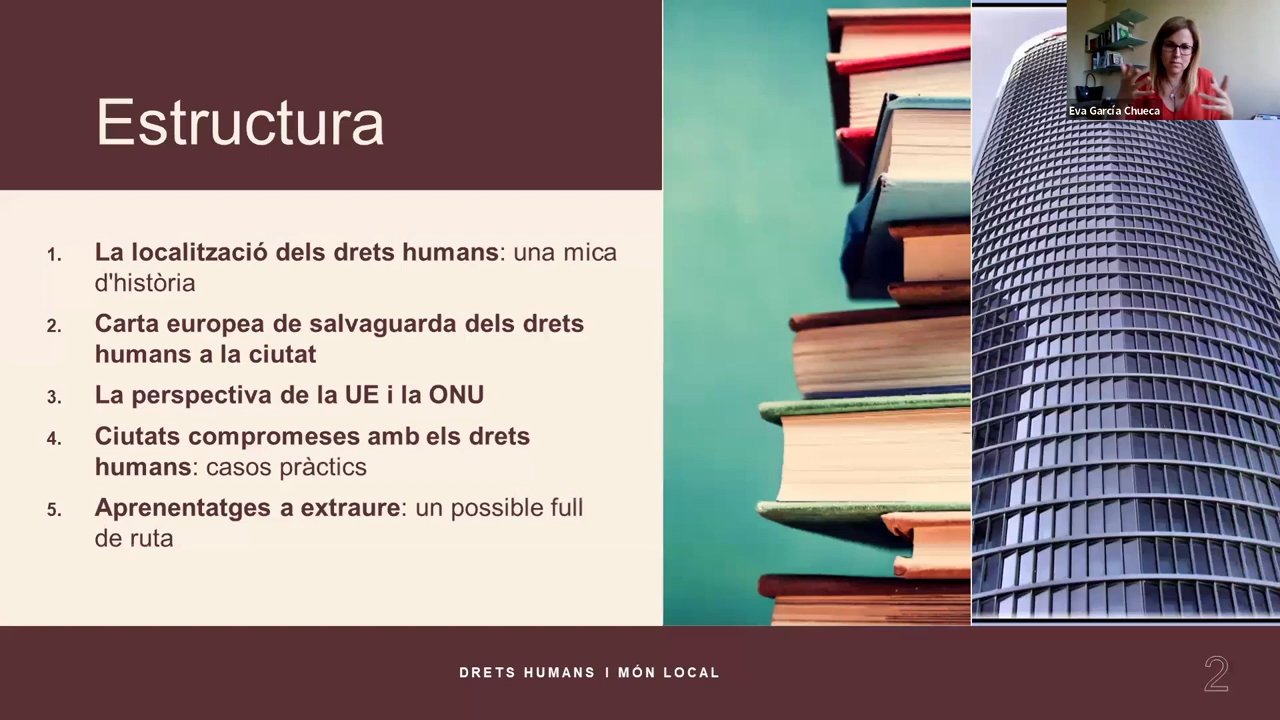 Estructura
Eva García Chueca
1. La localització dels drets humans: una mica
d'història
2. Carta europea de salvaguarda dels drets
humans a la ciutat
3. La perspectiva de la UE i la ONU
4. Ciutats compromeses amb els drets
humans: casos pràctics
5. Aprenentatges a extraure: un possible full
de ruta
DRETS HUMANS I MÓN LOCAL
2